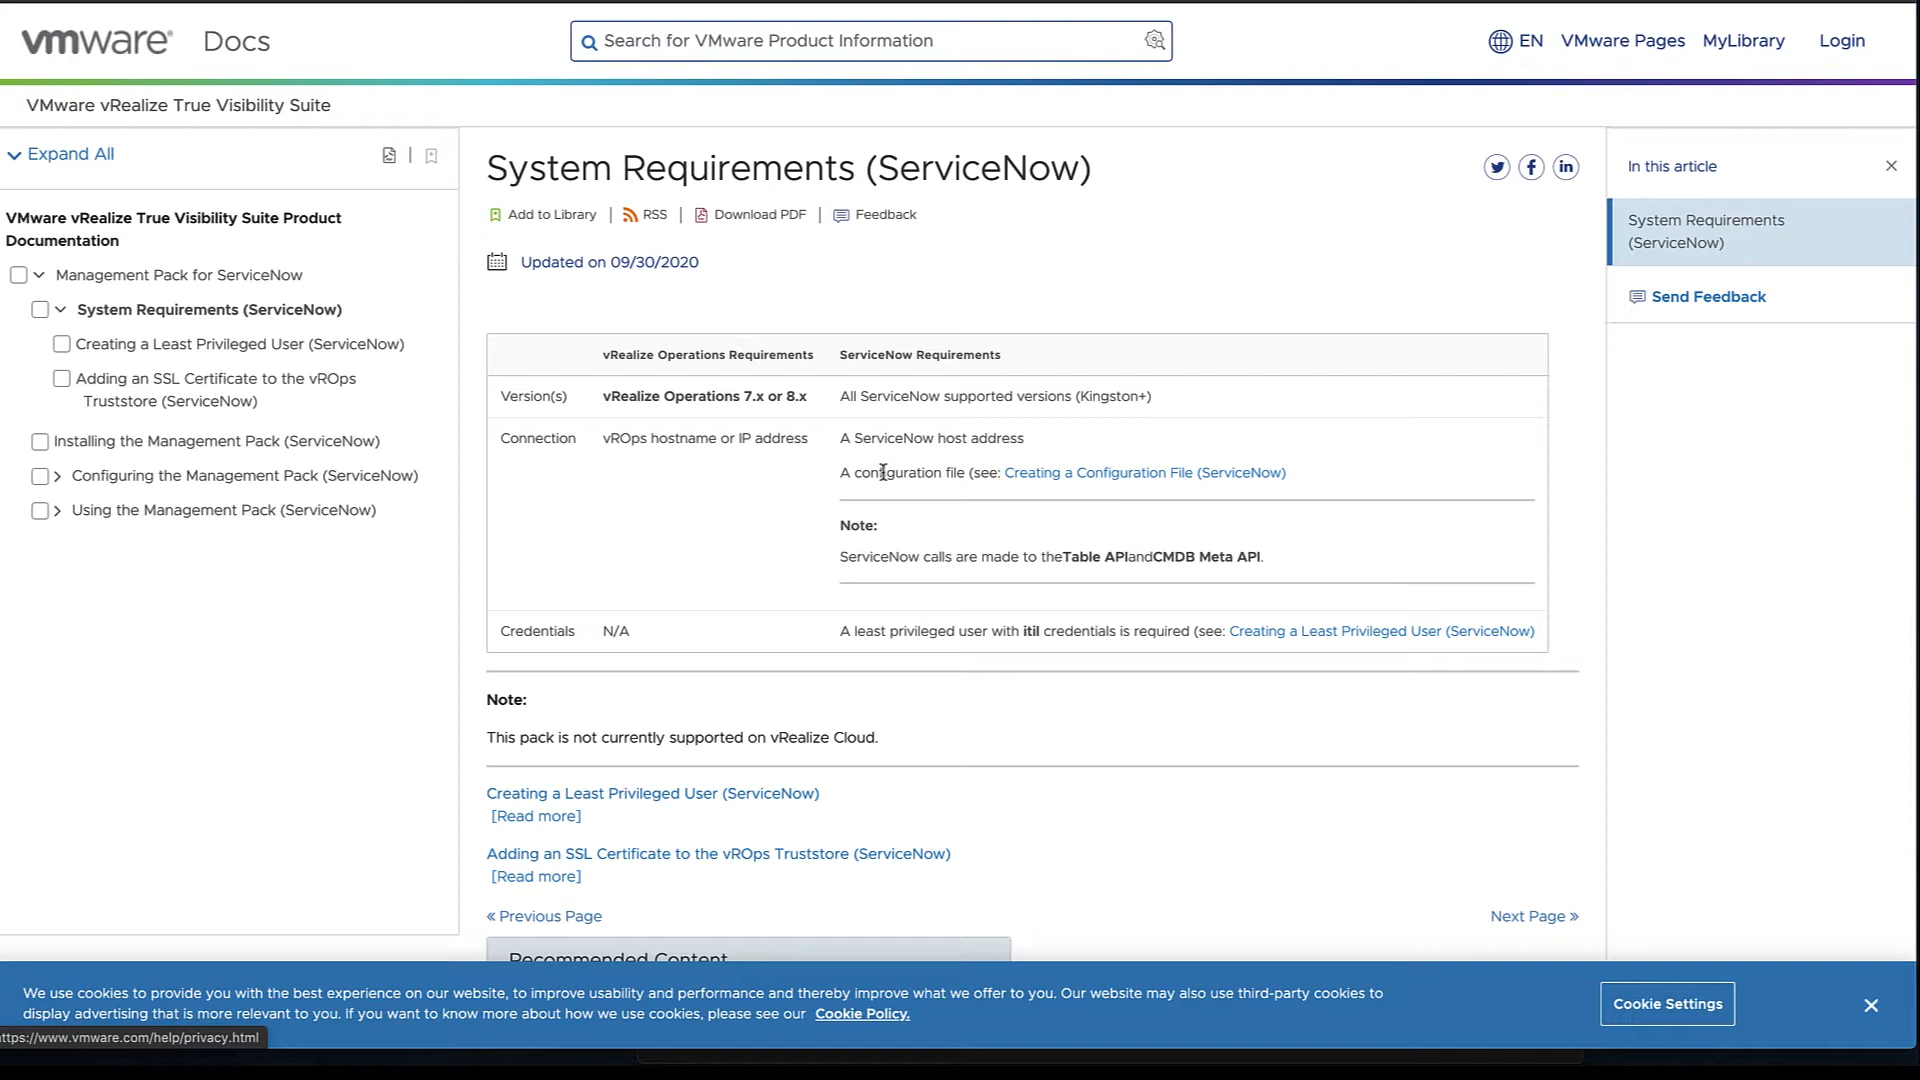 vmware® Docs
Search for VMware Product Information
EN VMware Pages MyLibrary Login
VMware vRealize True Visibility Suite
Expand All
VMware vRealize True Visibility Suite Product
Documentation
Management Pack for ServiceNow
System Requirements (ServiceNow)
Creating a Least Privileged User (ServiceNow)
Adding an SSL Certificate to the vROps
Truststore (ServiceNow)
Installing the Management Pack (ServiceNow)
Configuring the Management Pack (ServiceNow)
Using the Management Pack (ServiceNow)
System Requirements (ServiceNow)
Add to Library | RSS | Download PDF | Feedback
Updated on 09/30/2020
vRealize Operations Requirements ServiceNow Requirements
Version(s) vRealize Operations 7.x or 8.x All ServiceNow supported versions (Kingston+)
Connection vROps hostname or IP address A ServiceNow host address
A configuration file (see: Creating a Configuration File (ServiceNow)
Note:
ServiceNow calls are made to theTable APIandCMDB Meta API.
Credentials N/A A least privileged user with itil credentials is required (see: Creating a Least Privileged User (ServiceNow)
Note:
This pack is not currently supported on vRealize Cloud.
Creating a Least Privileged User (ServiceNow)
[Read more]
Adding an SSL Certificate to the vROps Truststore (ServiceNow)
[Read more]
« Previous Page Next Page »
Recommended Content
In this article
System Requirements
(ServiceNow)
Send Feedback
We use cookies to provide you with the best experience on our website, to improve usability and performance and thereby improve what we offer to you. Our website may also use third-party cookies to
display advertising that is more relevant to you. If you want to know more about how we use cookies, please see our Cookie Policy.
Cookie Settings
ttps://www.vmware.com/help/privacy.html